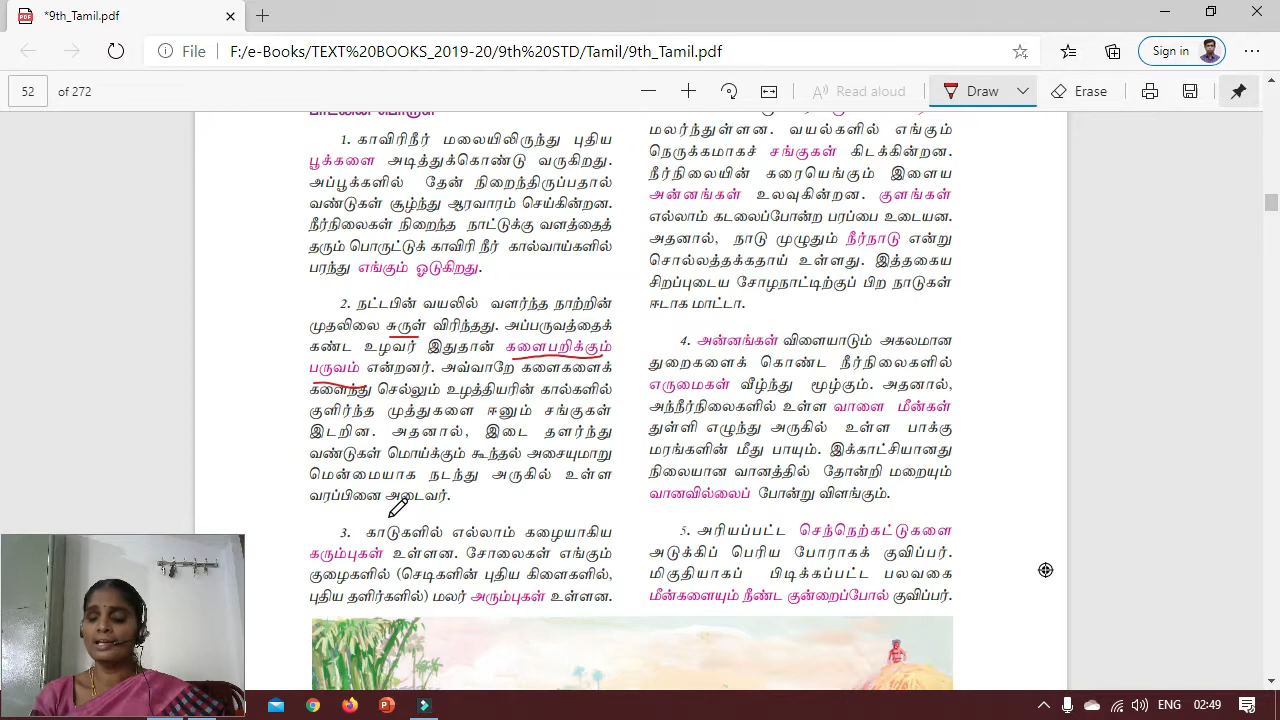 *9th_Tamil.pdf
File
F:/e-Books/TEXT%20BOOKS_2019-20/9th%20STD/Tamil/9th_Tamil.pdf
Sign in
52 of 272
Read aloud
Draw
Erase
பாடலின் பொருள்
1. காவிரிநீர் மலையிலிருந்து புதிய
பூக்களை அடித்துக்கொண்டு வருகிறது.
அப்பூக்களில் தேன் நிறைந்திருப்பதால்
வண்டுகள் சூழ்ந்து ஆரவாரம் செய்கின்றன.
நீர்நிலைகள் நிறைந்த நாட்டுக்கு வளத்தைத்
தரும் பொருட்டுக் காவிரி நீர் கால்வாய்களில்
பரந்து எங்கும் ஓடுகிறது.
2. நட்டபின் வயலில் வளர்ந்த நாற்றின்
முதலிலை சுருள் விரிந்தது. அப்பருவத்தைக்
கண்ட உழவர் இதுதான் களைபறிக்கும்
பருவம் என்றனர். அவ்வாறே களைகளைக்
களைந்து செல்லும் உழத்தியரின் கால்களில்
குளிர்ந்த முத்துகளை ஈனும் சங்குகள்
இடறின. அதனால், இடை தளர்ந்து
வண்டுகள் மொய்க்கும் கூந்தல் அசையுமாறு
மென்மையாக நடந்து அருகில் உள்ள
வரப்பினை அடைவர்.
3. காடுகளில் எல்லாம் கழையாகிய
கரும்புகள் உள்ளன. சோலைகள் எங்கும்
குழைகளில் (செடிகளின் புதிய கிளைகளில்,
புதிய தளிர்களில்) மலர் அரும்புகள் உள்ளன.
மலர்ந்துள்ளன. வயல்களில் எங்கும்
நெருக்கமாகச் சங்குகள் கிடக்கின்றன.
நீர்நிலையின் கரையெங்கும் இளைய
அன்னங்கள் உலவுகின்றன. குளங்கள்
எல்லாம் கடலைப்போன்ற பரப்பை உடையன.
அதனால், நாடு முழுதும் நீர்நாடு என்று
சொல்லத்தக்கதாய் உள்ளது. இத்தகைய
சிறப்புடைய சோழநாட்டிற்குப் பிற நாடுகள்
ஈடாக மாட்டா.
4. அன்னங்கள் விளையாடும் அகலமான
துறைகளைக் கொண்ட நீர்நிலைகளில்
எருமைகள் வீழ்ந்து மூழ்கும். அதனால்,
அந்நீர்நிலைகளில் உள்ள வாளை மீன்கள்
துள்ளி எழுந்து அருகில் உள்ள பாக்கு
மரங்களின் மீது பாயும். இக்காட்சியானது
நிலையான வானத்தில் தோன்றி மறையும்
வானவில்லைப் போன்று விளங்கும்.
5. அரியப்பட்ட செந்நெற்கட்டுகளை
அடுக்கிப் பெரிய போராகக் குவிப்பர்.
மிகுதியாகப் பிடிக்கப்பட்ட பலவகை
மீன்களையும் நீண்ட குன்றைப்போல் குவிப்பர்.
ENG 02:49